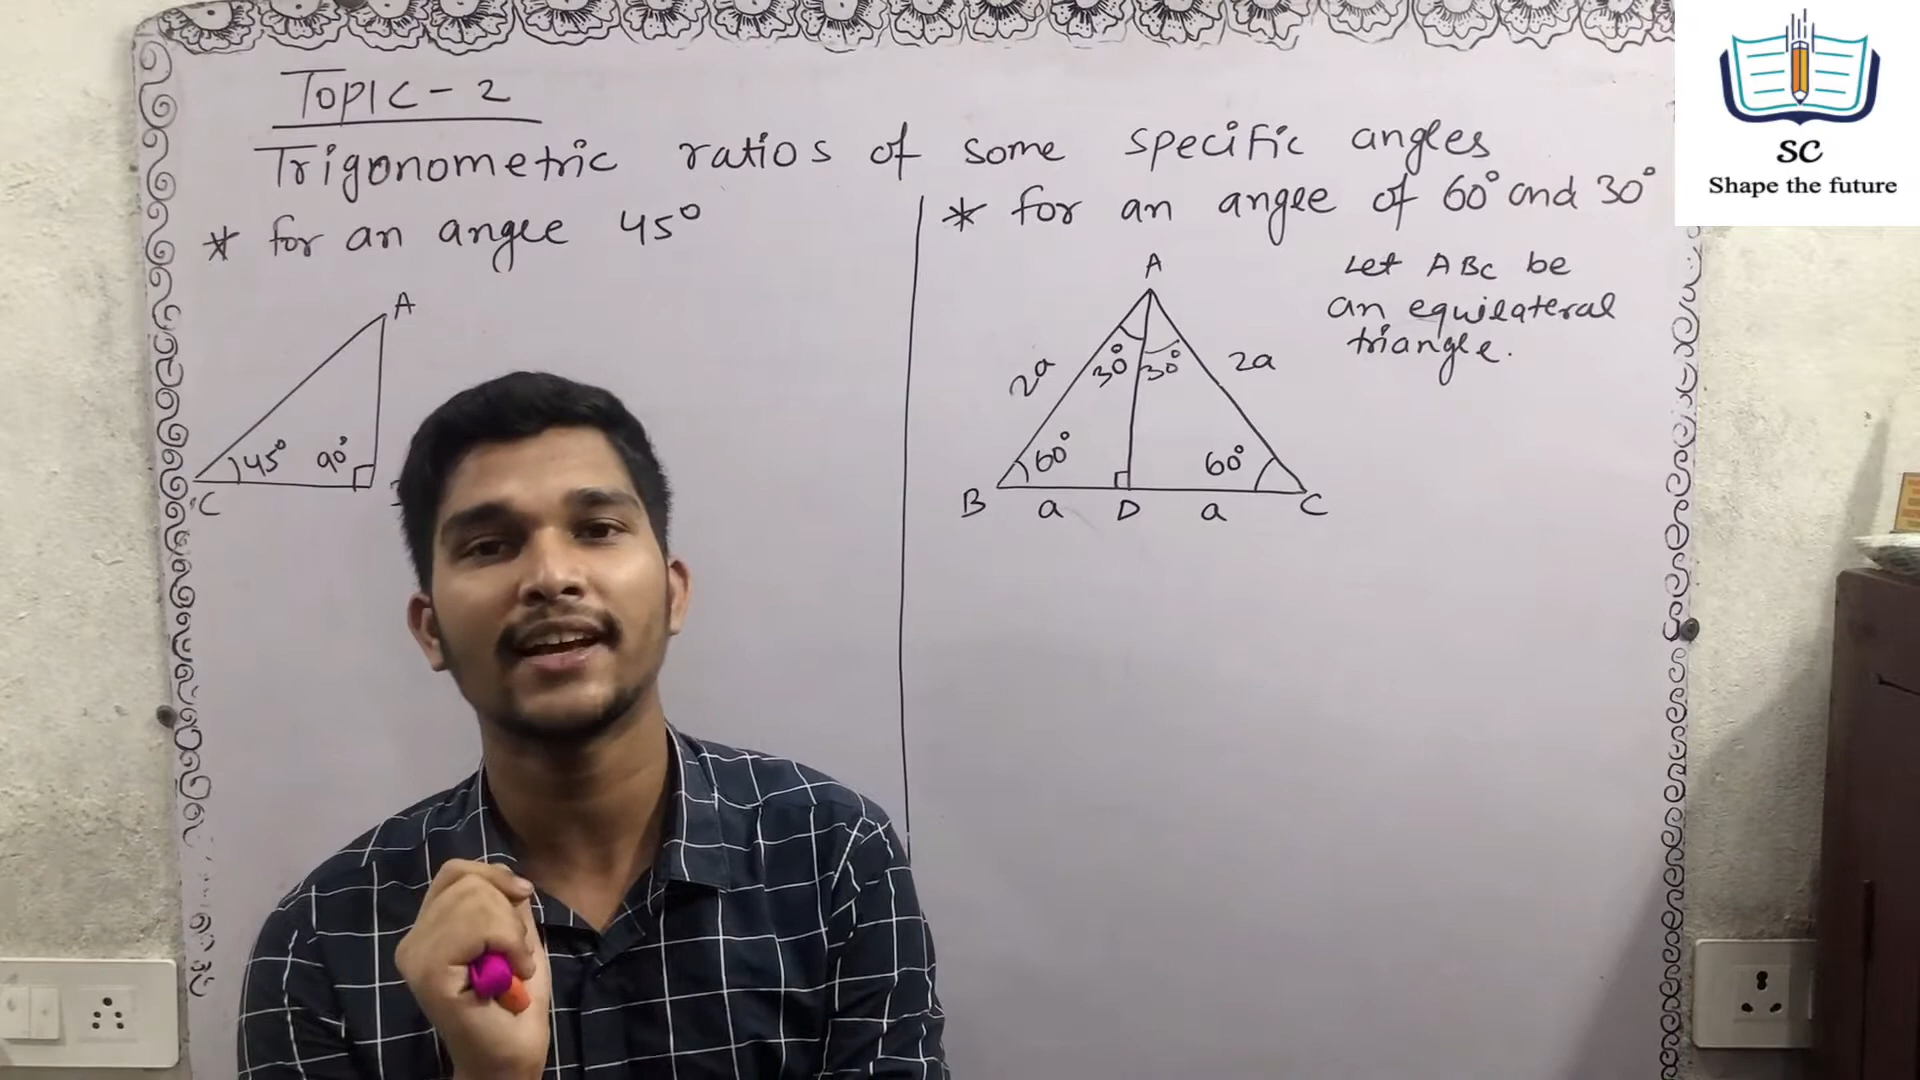 TOPIC-2
Trigonometric ratios of some specific angles
* for an angle 45°
A
45° 90°
C
* for an angle of 60° and 30°
Let ABC be
an equilateral
triangle.
A
2a 30° 30° 2a
60° 60°
B a D a C
SC
Shape the future